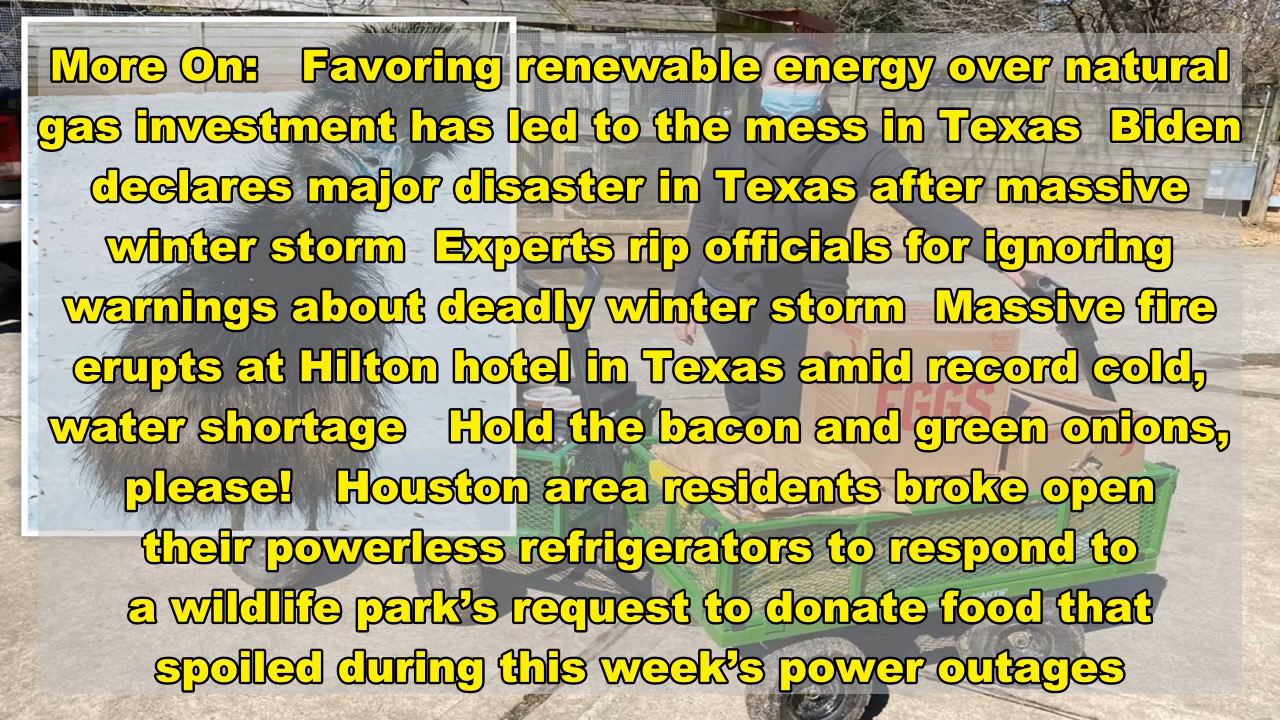 More On:   Favoring renewable energy over natural
gas investment has led to the mess in Texas  Biden
declares major disaster in Texas after massive
winter storm  Experts rip officials for ignoring
warnings about deadly winter storm  Massive fire
erupts at Hilton hotel in Texas amid record cold,
water shortage   Hold the bacon and green onions,
please!   Houston area residents broke open
their powerless refrigerators to respond to
a wildlife park’s request to donate food that
spoiled during this week’s power outages
EGGS